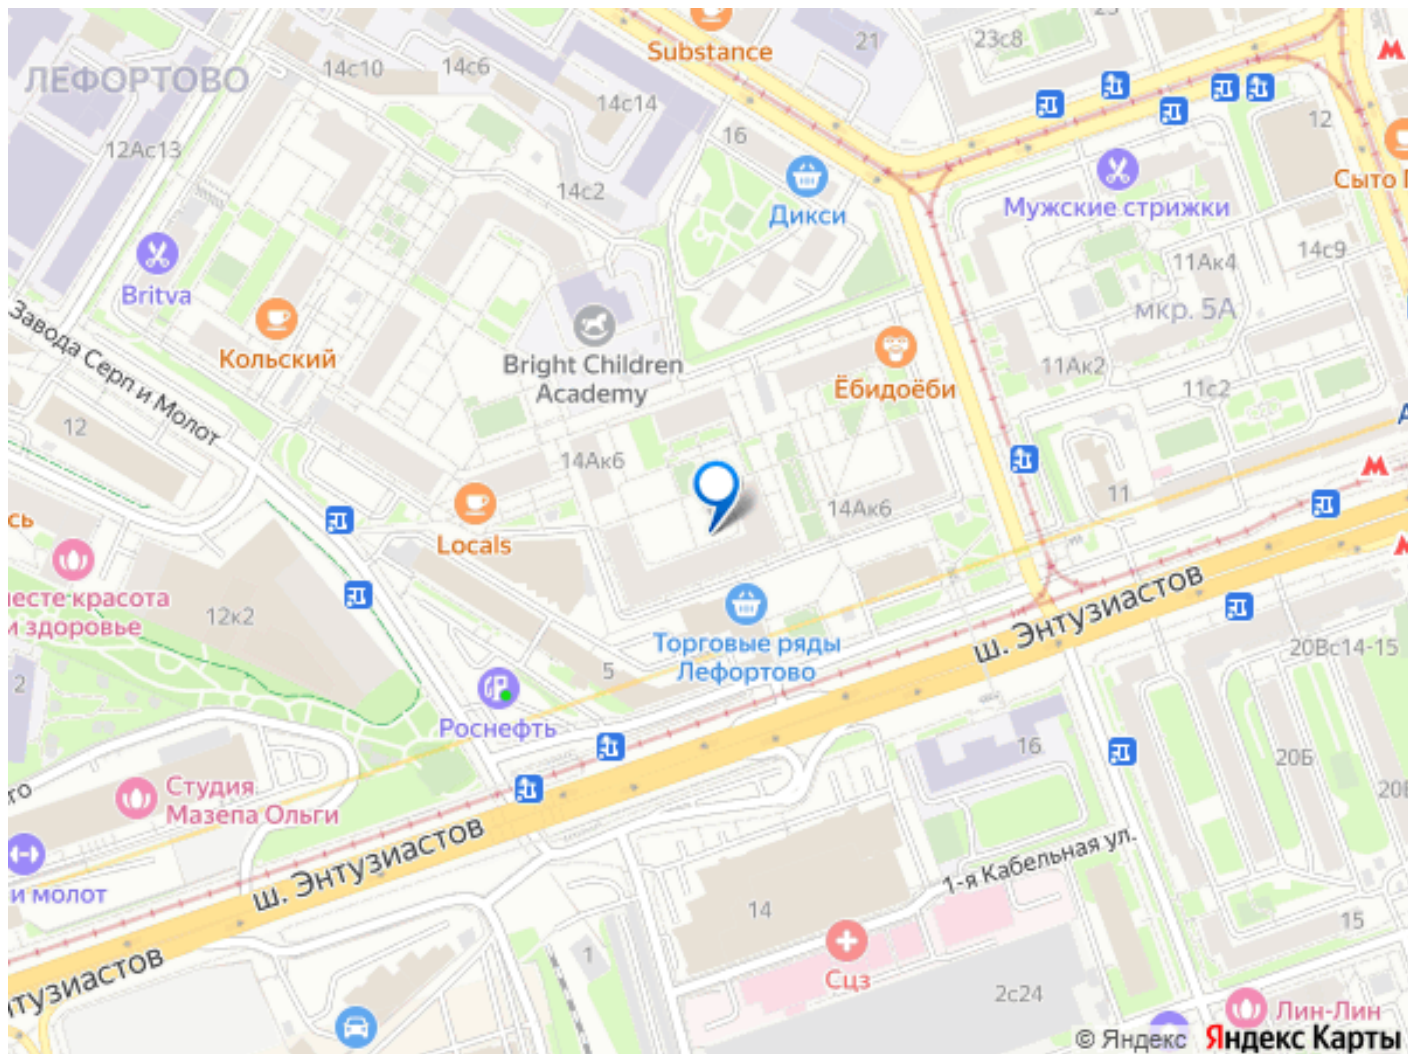 Substance
21
23с8
ЛЕФОРТОВО
14с10
14с6
14с14
16
12
12Ас13
14с2
Дикси
Мужские стрижки
Сыто
14с9
11Ак4
Britva
мкр. 5А
Завода Серп и Молот
Кольский
Bright Children
Academy
Ёбидоёби
11Ак2
11с2
12
14Ак6
14Ак6
11
Locals
есте красота
и здоровье
12к2
ш. Энтузиастов
Торговые ряды
Лефортово
20Вс14-15
5
2
Роснефть
16
20Б
Студия
Мазепа Ольги
ш. Энтузиастов
1-я Кабельная ул.
и молот
14
15
1
Сцз
2с24
Лин-Лин
© Яндекс Яндекс Карты